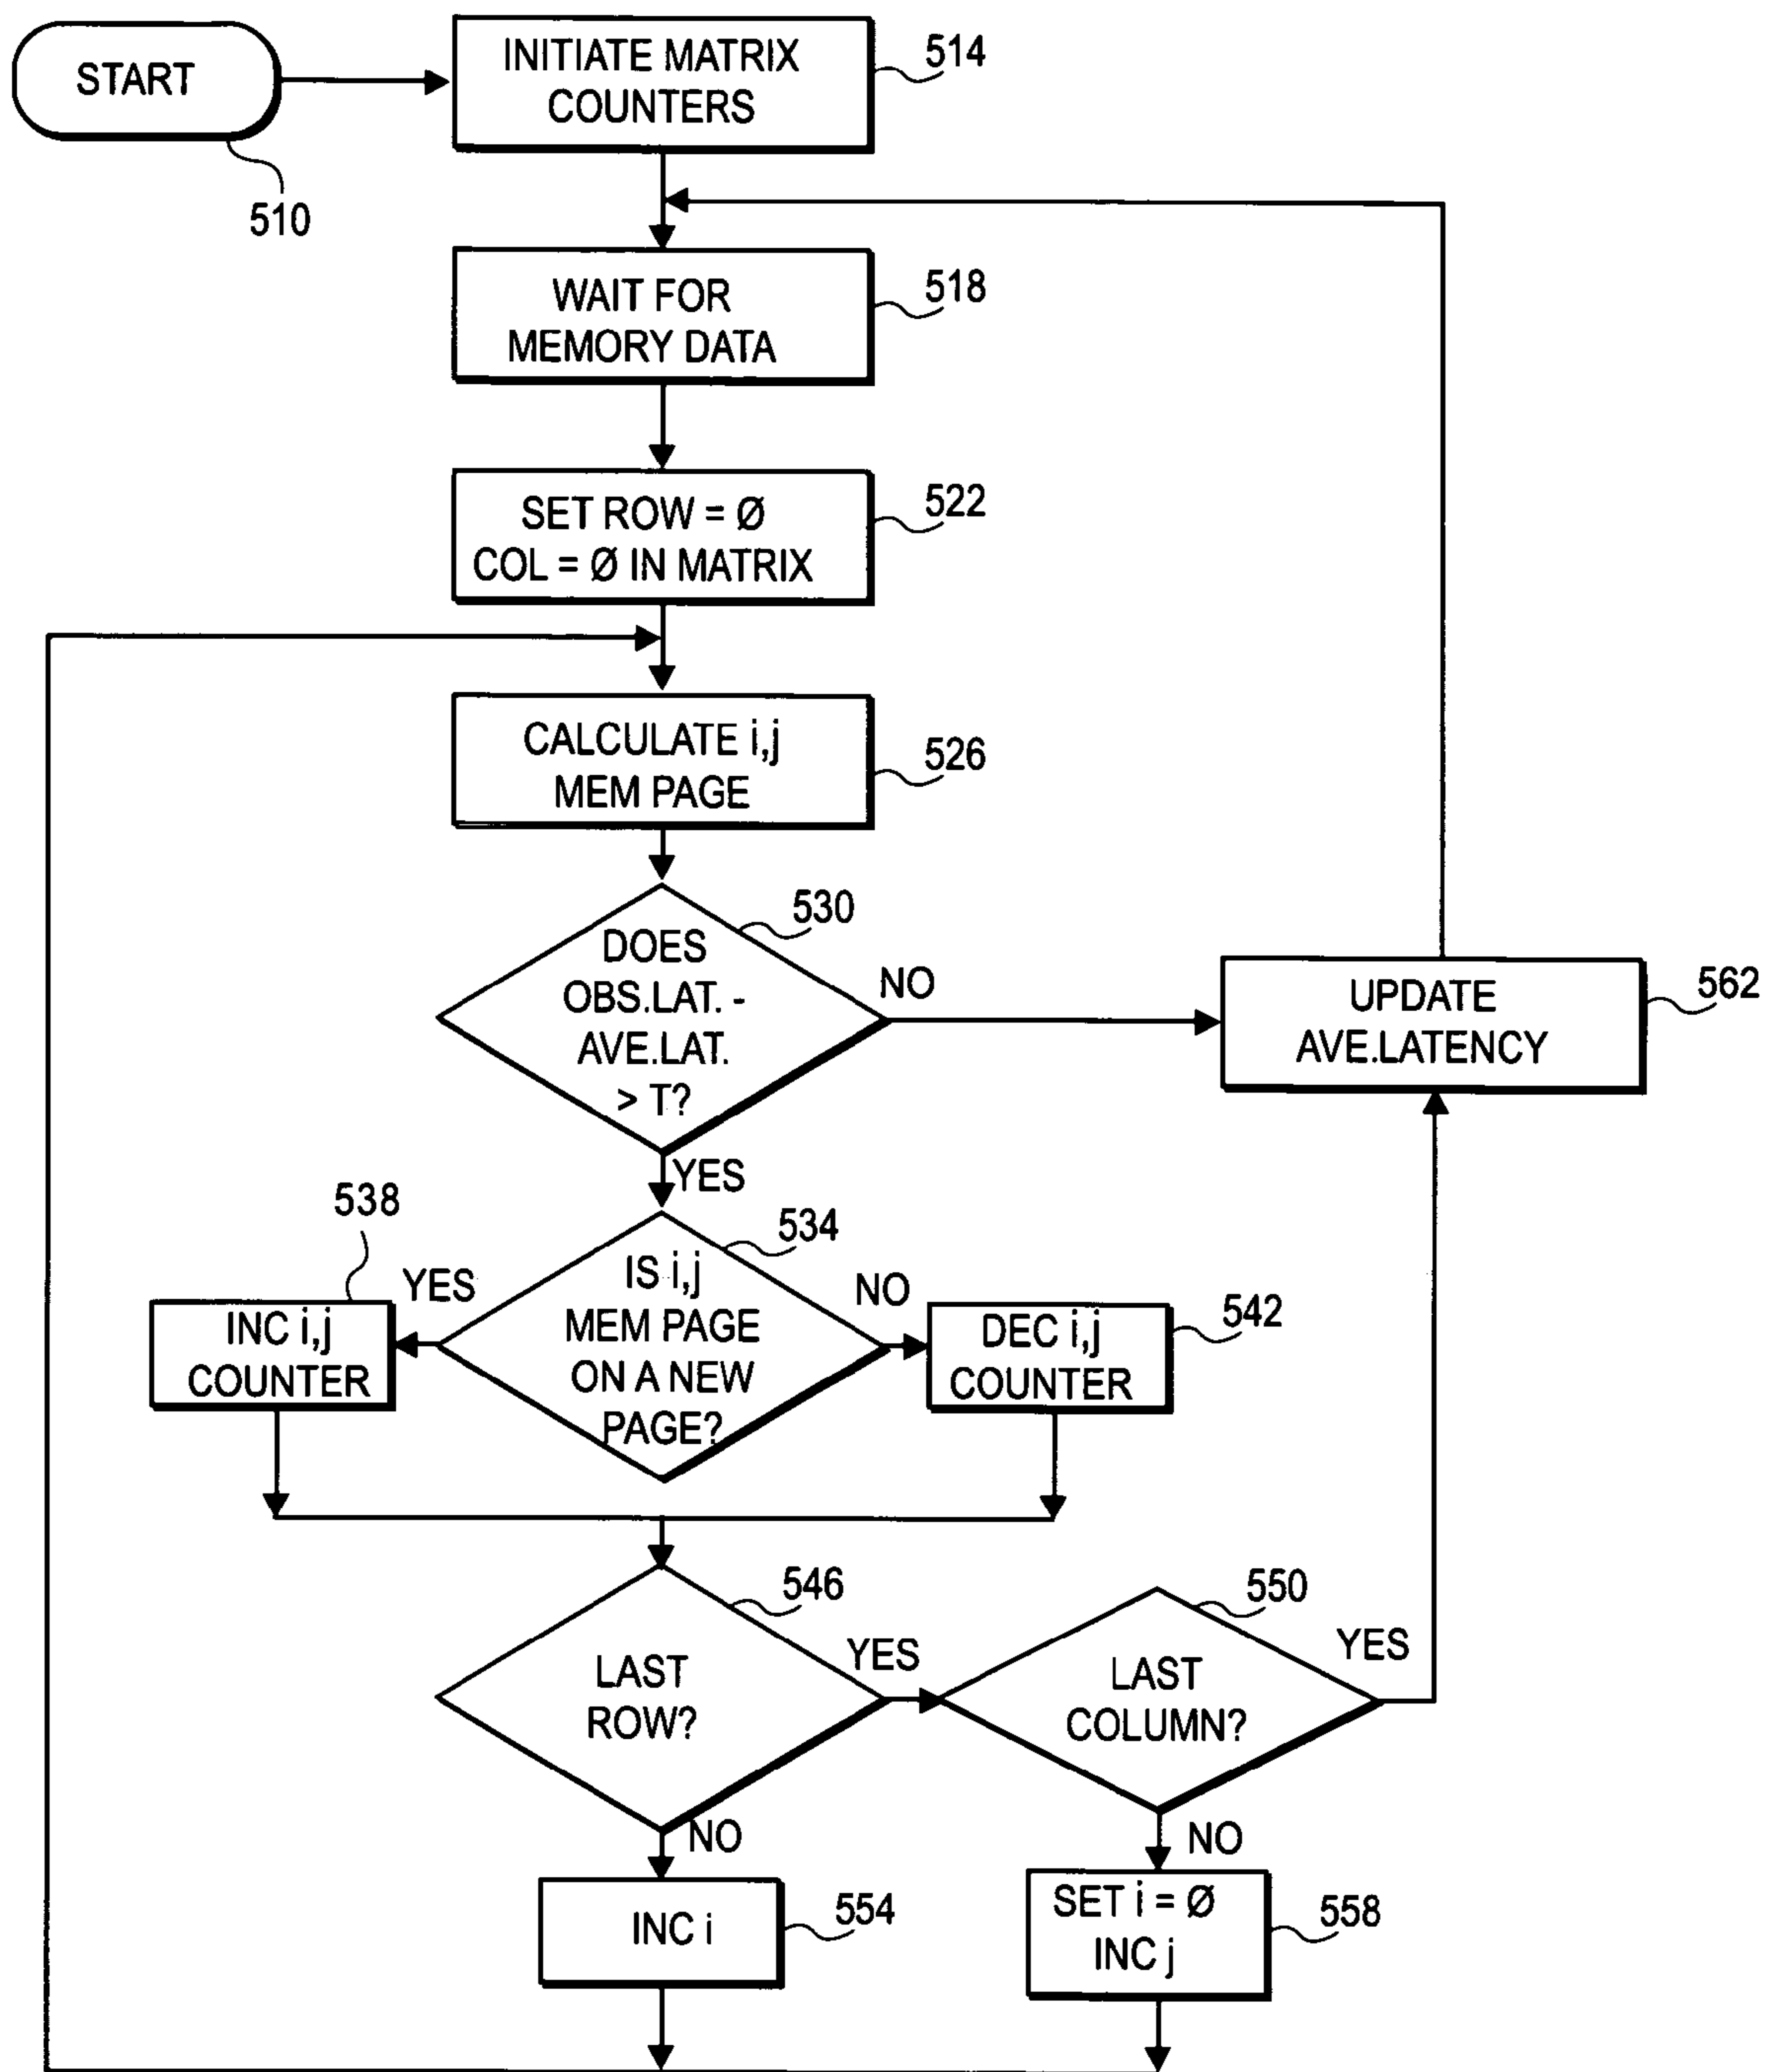 START
510
INITIATE MATRIX
COUNTERS
514
WAIT FOR
MEMORY DATA
518
SET ROW = Ø
COL = Ø IN MATRIX
522
CALCULATE i,j
MEM PAGE
526
DOES
OBS.LAT. -
AVE.LAT.
> T?
530
NO
UPDATE
AVE.LATENCY
562
YES
IS i,j
MEM PAGE
ON A NEW
PAGE?
534
YES
538
INC i,j
COUNTER
NO
DEC i,j
COUNTER
542
LAST
ROW?
546
YES
LAST
COLUMN?
550
YES
NO
INC i
554
NO
SET i = Ø
INC j
558